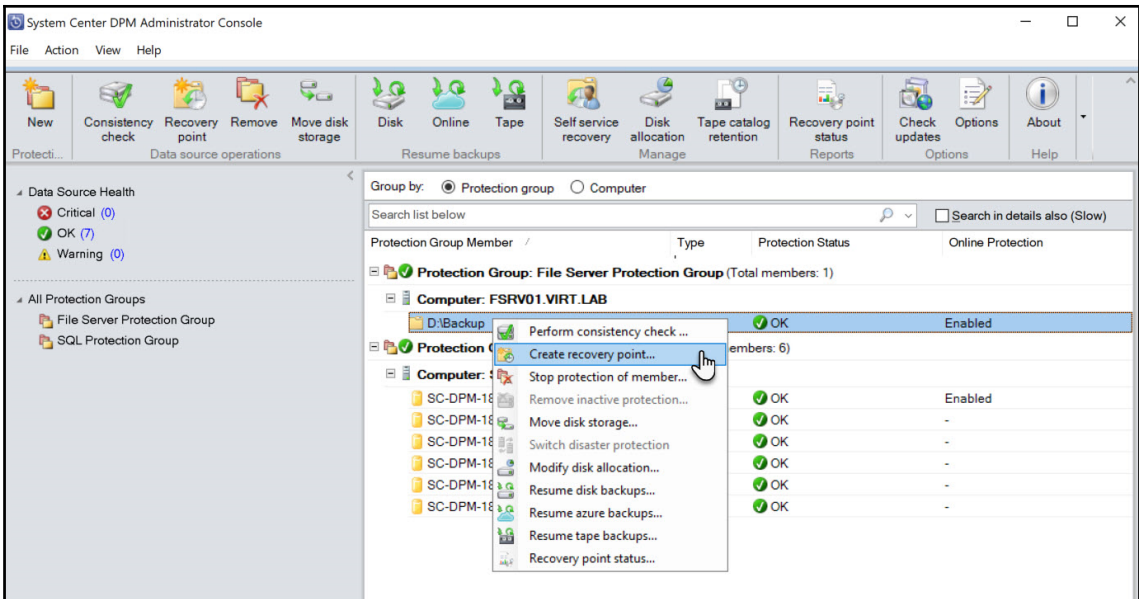 System Center DPM Administrator Console
File Action View Help
New
Consistency check
Recovery point
Remove
Move disk storage
Disk
Online
Tape
Self service recovery
Disk allocation
Tape catalog retention
Recovery point status
Check updates
Options
About
Protecti...
Data source operations
Resume backups
Manage
Reports
Options
Help
Data Source Health
Critical (0)
OK (7)
Warning (0)
All Protection Groups
File Server Protection Group
SQL Protection Group
Group by: Protection group Computer
Search list below
Search in details also (Slow)
Protection Group Member / Type Protection Status Online Protection
Protection Group: File Server Protection Group (Total members: 1)
Computer: FSRV01.VIRT.LAB
D:\Backup OK Enabled
Protection embers: 6)
Computer:
SC-DPM-18 OK Enabled
SC-DPM-18 OK -
SC-DPM-18 OK -
SC-DPM-18 OK -
SC-DPM-18 OK -
SC-DPM-18 OK -
Perform consistency check ...
Create recovery point...
Stop protection of member...
Remove inactive protection...
Move disk storage...
Switch disaster protection
Modify disk allocation...
Resume disk backups...
Resume azure backups...
Resume tape backups...
Recovery point status...